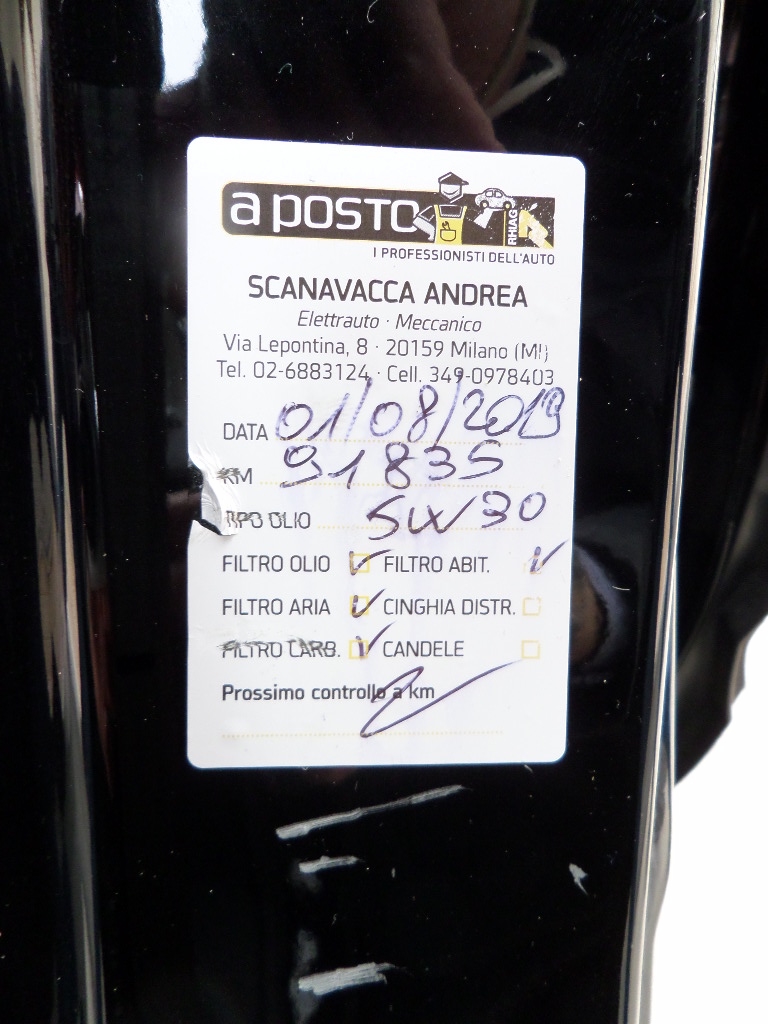 a posto
RHIAG
I PROFESSIONISTI DELL'AUTO
SCANAVACCA ANDREA
Elettrauto · Meccanico
Via Lepontina, 8 · 20159 Milano (MI)
Tel. 02-6883124 · Cell. 349-0978403
DATA 01/08/2019
KM 91835
TIPO OLIO 5W30
FILTRO OLIO FILTRO ABIT.
FILTRO ARIA CINGHIA DISTR.
FILTRO CARB. CANDELE
Prossimo controllo a km